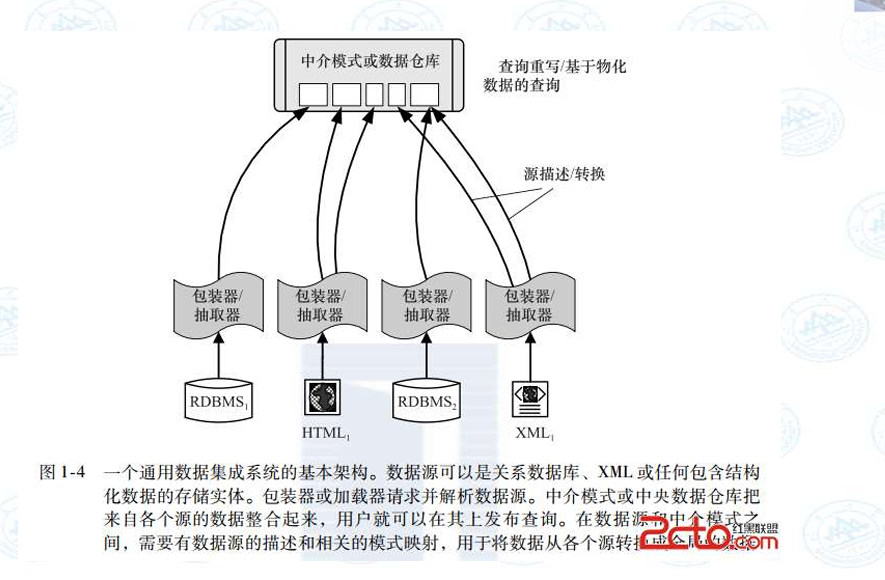 中介模式或数据仓库
查询重写/基于物化
数据的查询
源描述/转换
包装器/
抽取器
包装器/
抽取器
包装器/
抽取器
包装器/
抽取器
RDBMS₁
HTML₁
RDBMS₂
XML₁
图 1-4 一个通用数据集成系统的基本架构。数据源可以是关系数据库、XML 或任何包含结构
化数据的存储实体。包装器或加载器请求并解析数据源。中介模式或中央数据仓库把
来自各个源的数据整合起来，用户就可以在其上发布查询。在数据源和中介模式之
间，需要有数据源的描述和相关的模式映射，用于将数据从各个源转换成全局的数据
2cto 红黑联盟
.com